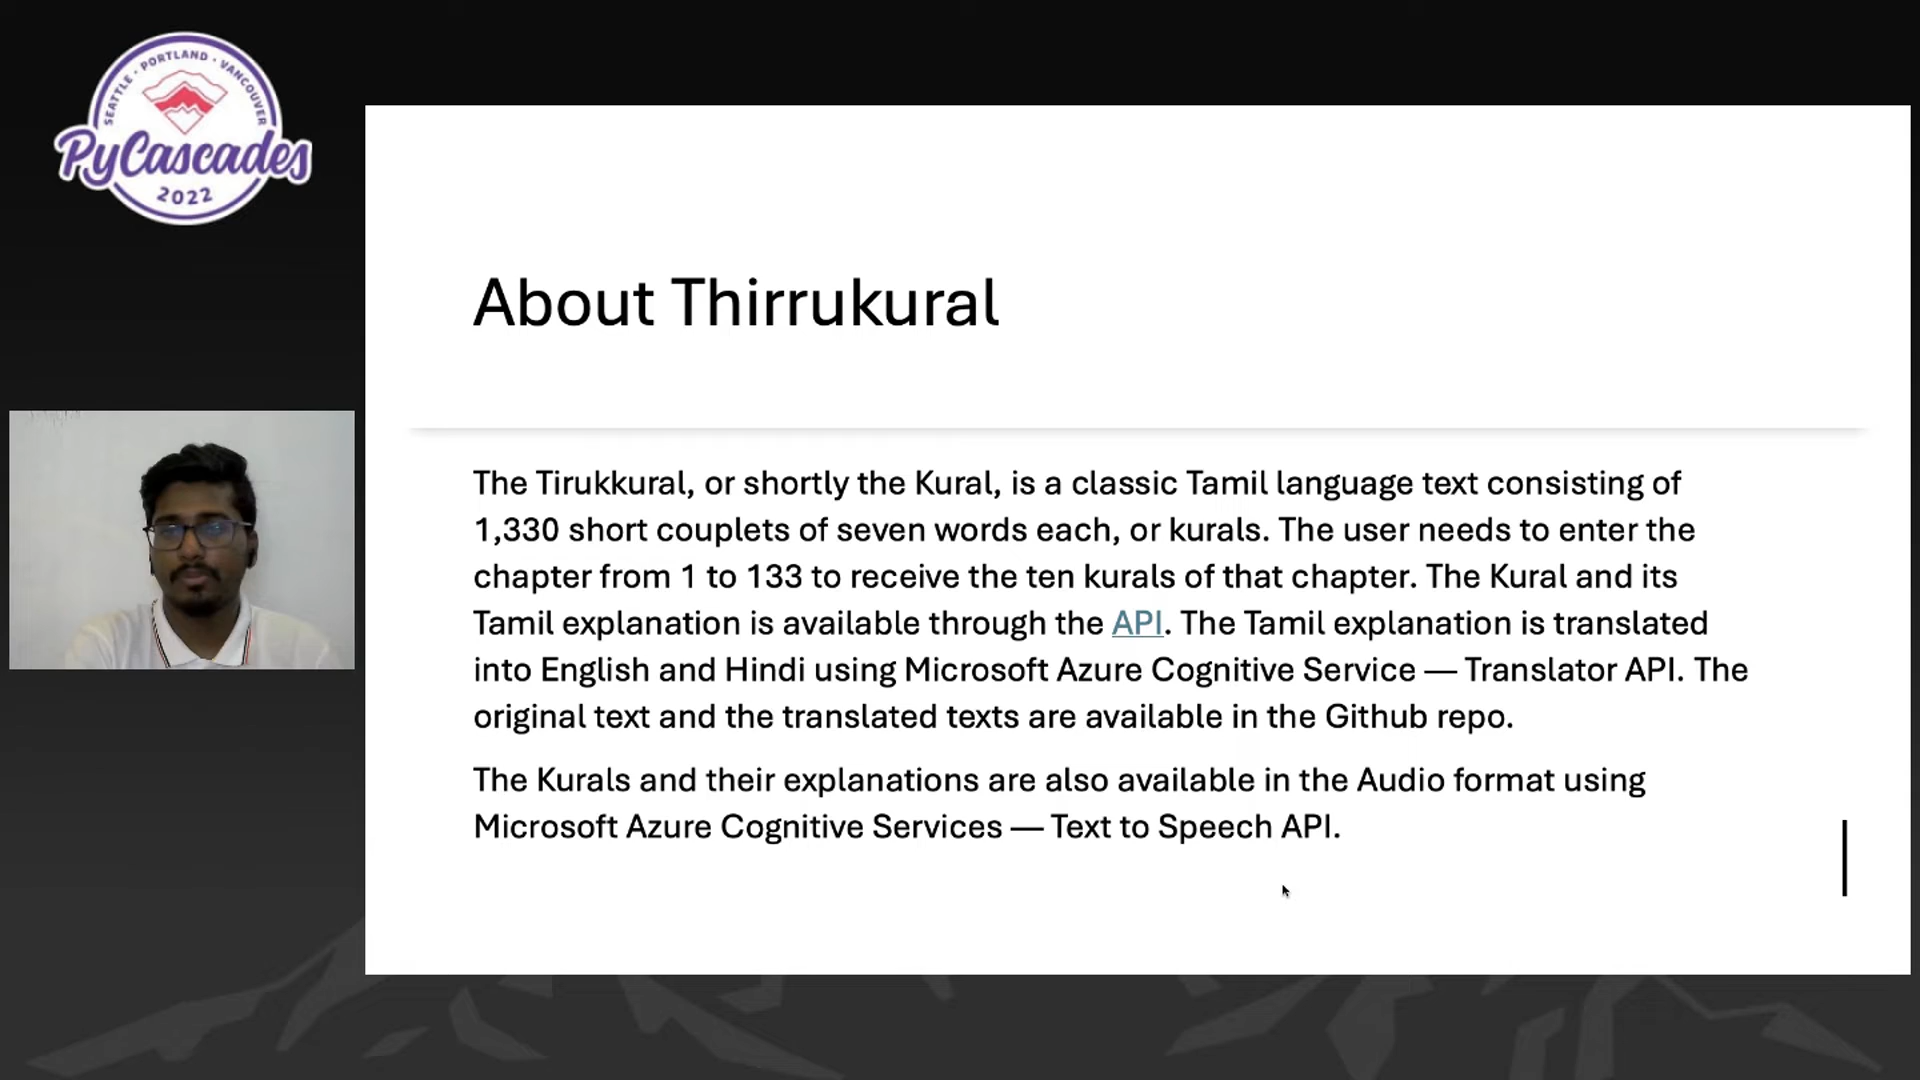 SEATTLE · PORTLAND · VANCOUVER
PyCascades
2022
About Thirrukural
The Tirukkural, or shortly the Kural, is a classic Tamil language text consisting of
1,330 short couplets of seven words each, or kurals. The user needs to enter the
chapter from 1 to 133 to receive the ten kurals of that chapter. The Kural and its
Tamil explanation is available through the API. The Tamil explanation is translated
into English and Hindi using Microsoft Azure Cognitive Service — Translator API. The
original text and the translated texts are available in the Github repo.
The Kurals and their explanations are also available in the Audio format using
Microsoft Azure Cognitive Services — Text to Speech API.